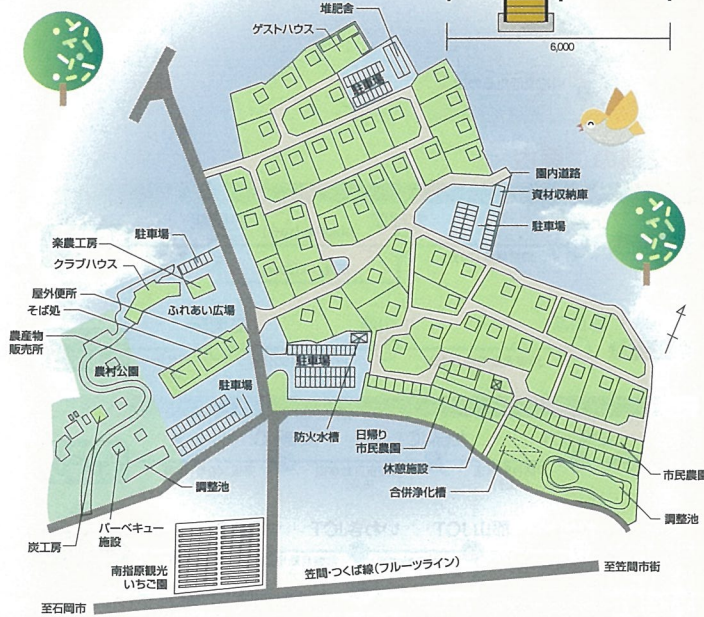 堆肥舎
ゲストハウス
駐車場
6,000
園内道路
資材収納庫
駐車場
駐車場
楽農工房
クラブハウス
ふれあい広場
屋外便所
そば処
農産物
販売所
農村公園
駐車場
駐車場
防火水槽
日帰り
市民農園
休憩施設
合併浄化槽
市民農園
調整池
調整池
バーベキュー
施設
炭工房
南指原観光
いちご園
笠間・つくば線(フルーツライン)
至笠間市街
至石岡市